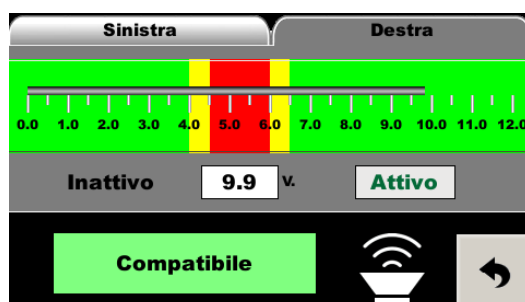 Sinistra Destra
0.0 1.0 2.0 3.0 4.0 5.0 6.0 7.0 8.0 9.0 10.0 11.0 12.0
Inattivo 9.9 V. Attivo
Compatibile